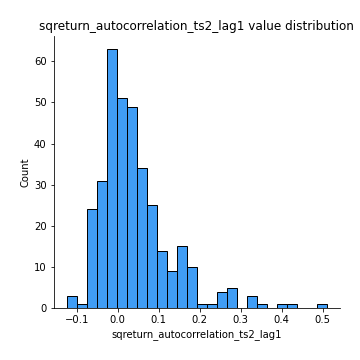 sqreturn_autocorrelation_ts2_lag1 value distribution
60
50
40
30
20
10
0
Count
−0.1 0.0 0.1 0.2 0.3 0.4 0.5
sqreturn_autocorrelation_ts2_lag1